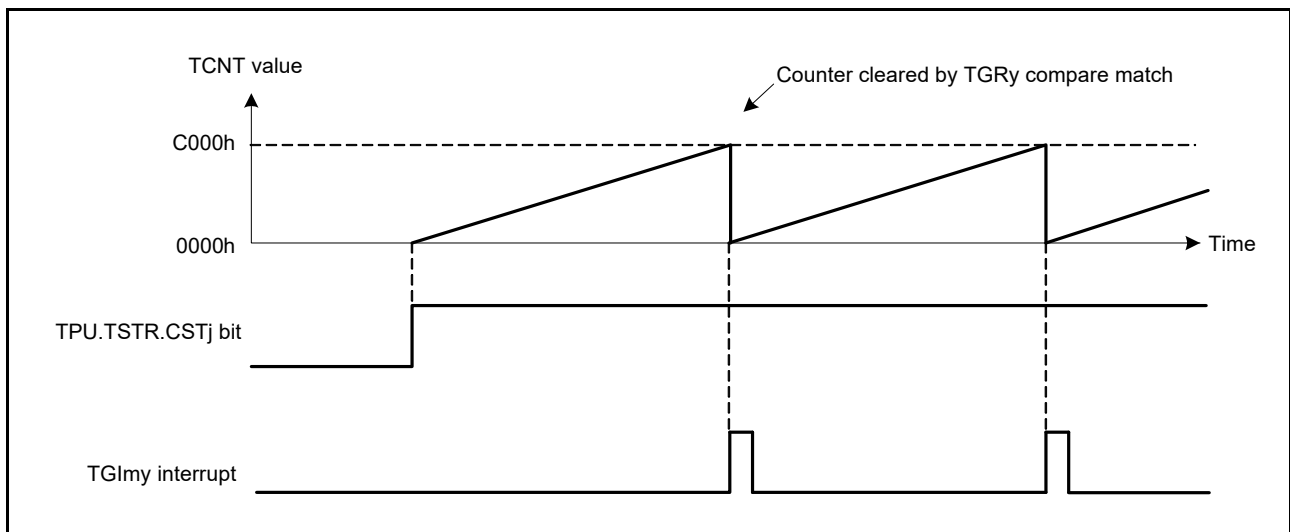 TCNT value
Counter cleared by TGRy compare match
C000h
0000h
Time
TPU.TSTR.CSTj bit
TGImy interrupt